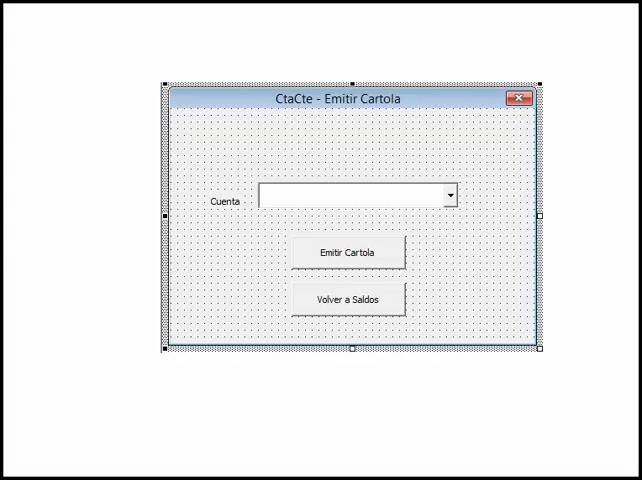 CtaCte - Emitir Cartola
Cuenta
Emitir Cartola
Volver a Saldos